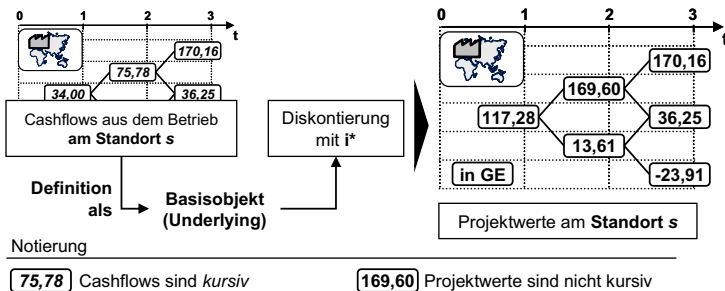 0 1 2 3
t
170,16
75,78
34,00
36,25
Cashflows aus dem Betrieb
am Standort s
Definition
als
Basisobjekt
(Underlying)
Diskontierung
mit i*
0 1 2 3
t
170,16
169,60
117,28
36,25
13,61
-23,91
in GE
Projektwerte am Standort s
Notierung
75,78 Cashflows sind kursiv
169,60 Projektwerte sind nicht kursiv